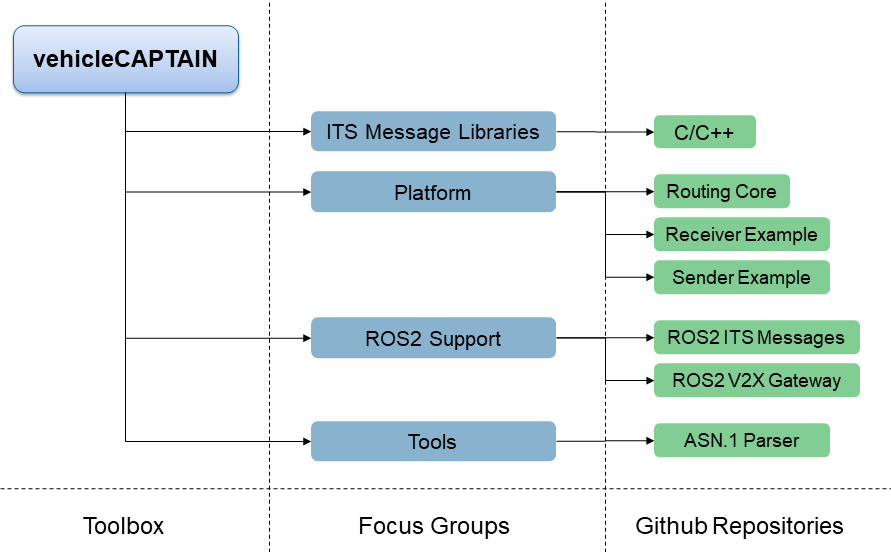 vehicleCAPTAIN
ITS Message Libraries
C/C++
Platform
Routing Core
Receiver Example
Sender Example
ROS2 Support
ROS2 ITS Messages
ROS2 V2X Gateway
Tools
ASN.1 Parser
Toolbox
Focus Groups
Github Repositories